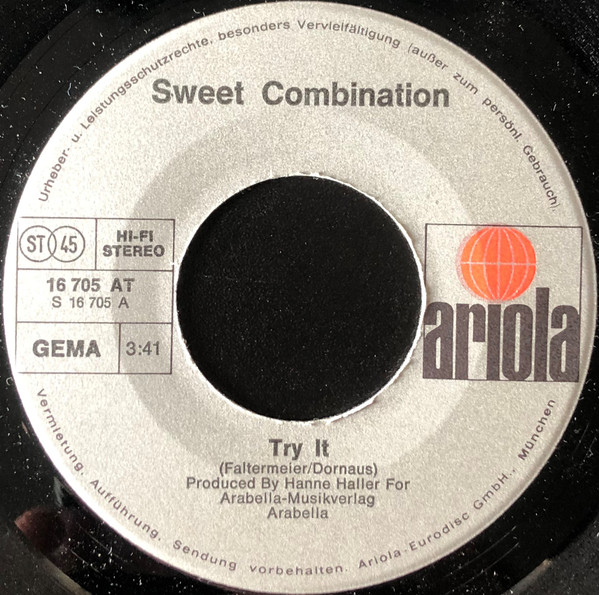 Urheber- u. Leistungsschutzrechte, besonders Vervielfältigung (außer zum persönl. Gebrauch),
Sweet Combination
ST 45
HI-FI
STEREO
16 705 AT
S 16 705 A
GEMA
3:41
ariola
Try It
(Faltermeier/Dornaus)
Produced By Hanne Haller For
Arabella-Musikverlag
Arabella
Vermietung, Aufführung, Sendung vorbehalten. Ariola-Eurodisc GmbH., München